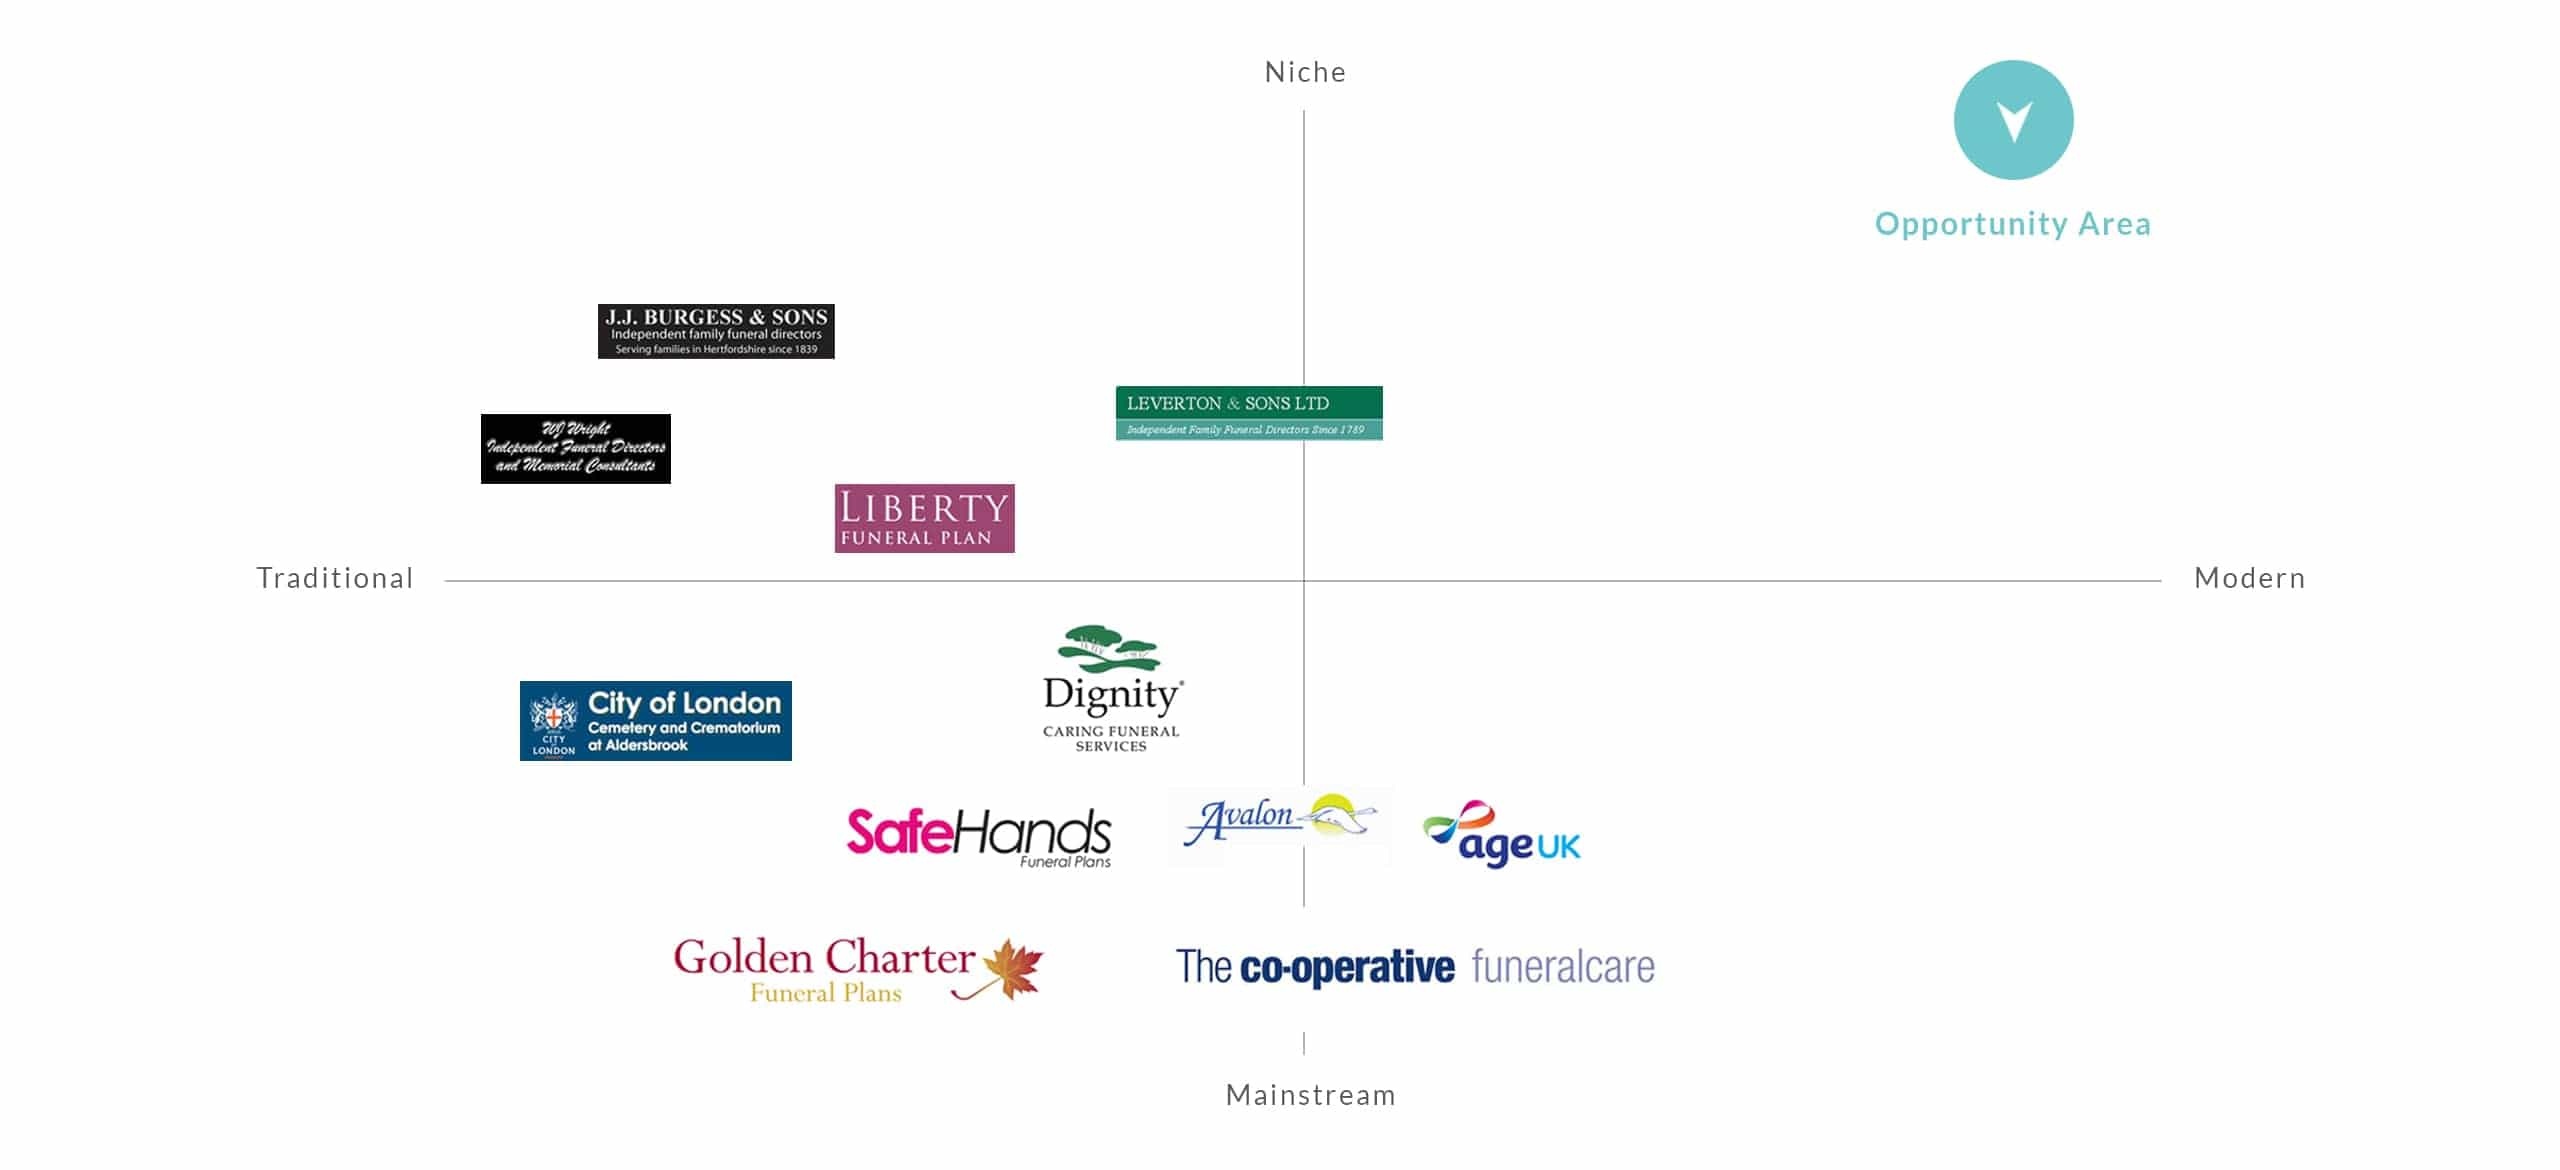 Niche
Opportunity Area
J.J. BURGESS & SONS
Independent family funeral directors
Serving families in Hertfordshire since 1839
LEVERTON & SONS LTD
Independent Family Funeral Directors Since 1789
WJ Wright
Independent Funeral Directors
and Memorial Consultants
LIBERTY
FUNERAL PLAN
Traditional
Modern
Dignity
CARING FUNERAL
SERVICES
City of London
Cemetery and Crematorium
at Aldersbrook
CITY
LONDON
SafeHands
Funeral Plans
Avalon
age UK
Golden Charter
Funeral Plans
The co-operative funeralcare
Mainstream